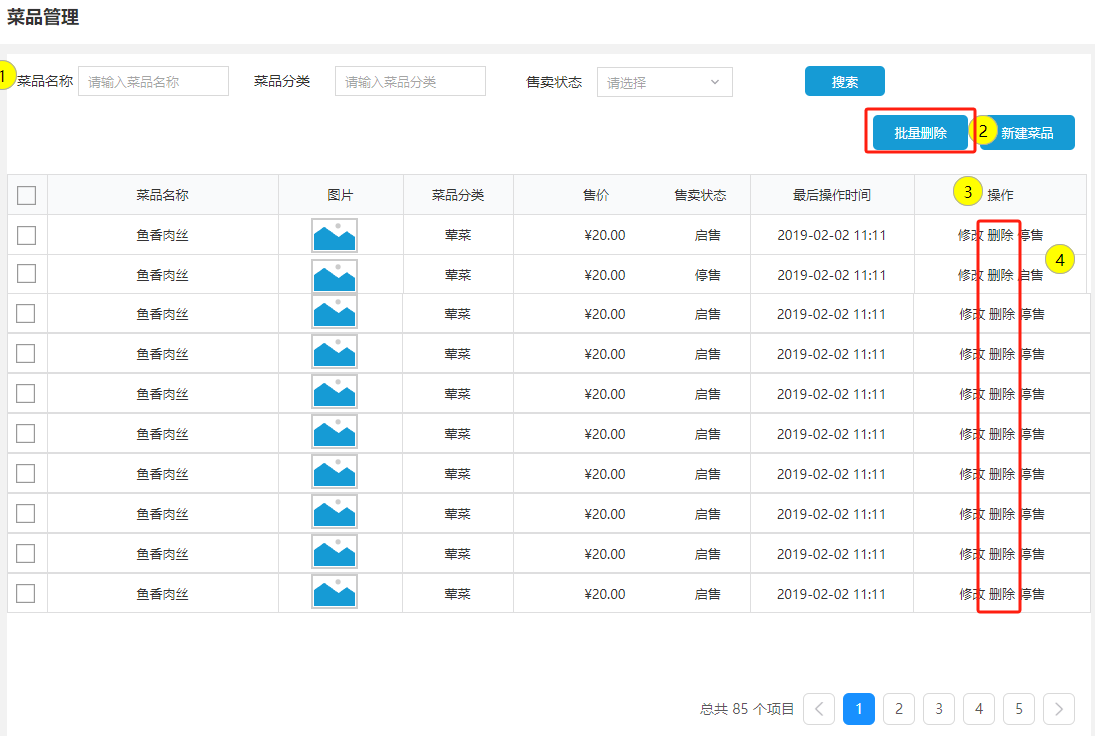 菜品管理
1 菜品名称 请输入菜品名称 菜品分类 请输入菜品分类 售卖状态 请选择 搜索
批量删除 2 新建菜品
菜品名称 图片 菜品分类 售价 售卖状态 最后操作时间 3 操作
鱼香肉丝 荤菜 ¥20.00 启售 2019-02-02 11:11 修改 删除 停售
4
鱼香肉丝 荤菜 ¥20.00 停售 2019-02-02 11:11 修改 删除 启售
鱼香肉丝 荤菜 ¥20.00 启售 2019-02-02 11:11 修改 删除 停售
鱼香肉丝 荤菜 ¥20.00 启售 2019-02-02 11:11 修改 删除 停售
鱼香肉丝 荤菜 ¥20.00 启售 2019-02-02 11:11 修改 删除 停售
鱼香肉丝 荤菜 ¥20.00 启售 2019-02-02 11:11 修改 删除 停售
鱼香肉丝 荤菜 ¥20.00 启售 2019-02-02 11:11 修改 删除 停售
鱼香肉丝 荤菜 ¥20.00 启售 2019-02-02 11:11 修改 删除 停售
鱼香肉丝 荤菜 ¥20.00 启售 2019-02-02 11:11 修改 删除 停售
鱼香肉丝 荤菜 ¥20.00 启售 2019-02-02 11:11 修改 删除 停售
总共 85 个项目 < 1 2 3 4 5 >